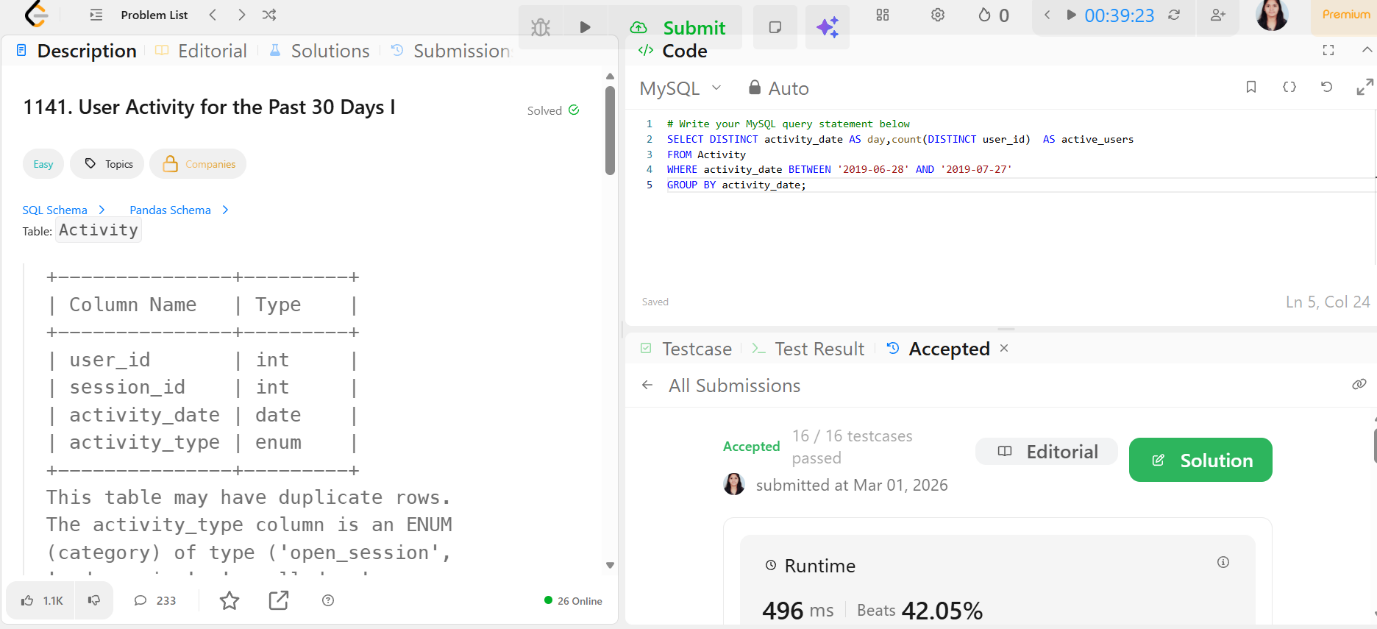 Problem List
0
00:39:23
Premium
Submit
Description
Editorial
Solutions
Submission
1141. User Activity for the Past 30 Days I
Solved
Easy
Topics
Companies
SQL Schema
Pandas Schema
Table: Activity
+---------------+---------+
| Column Name   | Type    |
+---------------+---------+
| user_id       | int     |
| session_id    | int     |
| activity_date | date    |
| activity_type | enum    |
+---------------+---------+
This table may have duplicate rows.
The activity_type column is an ENUM
(category) of type ('open_session',
1.1K
233
26 Online
</> Code
MySQL
Auto
1 # Write your MySQL query statement below
2 SELECT DISTINCT activity_date AS day,count(DISTINCT user_id)  AS active_users
3 FROM Activity
4 WHERE activity_date BETWEEN '2019-06-28' AND '2019-07-27'
5 GROUP BY activity_date;
Saved
Ln 5, Col 24
Testcase
>_ Test Result
Accepted
All Submissions
Accepted
16 / 16 testcases
passed
submitted at Mar 01, 2026
Editorial
Solution
Runtime
496 ms
Beats 42.05%